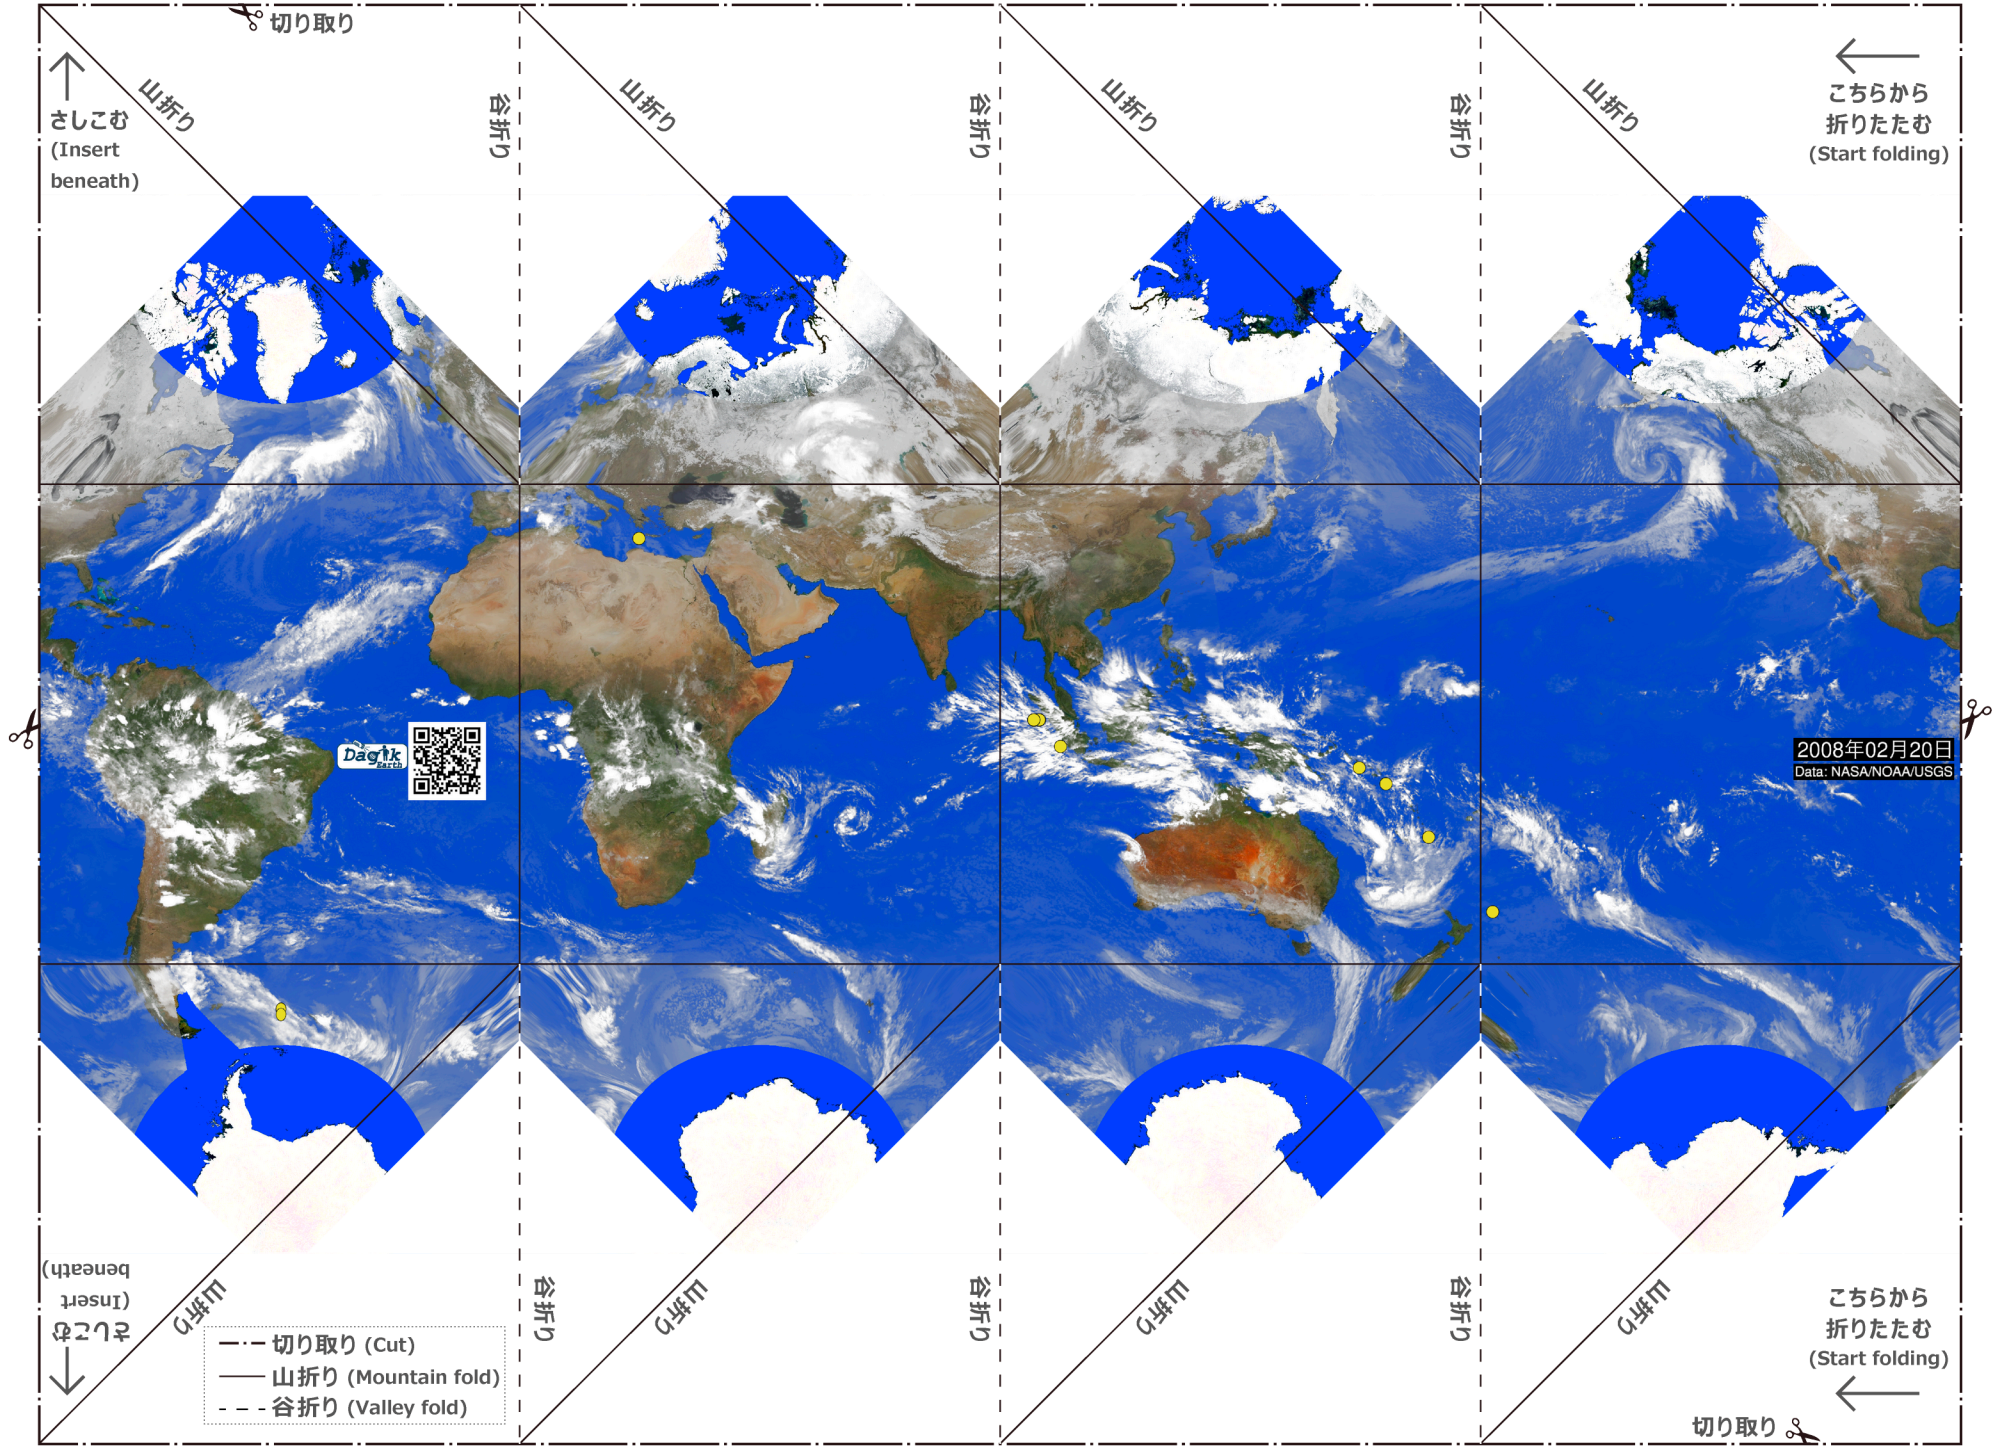 切り取り
さしこむ
(Insert
beneath)
山折り
谷折り
山折り
谷折り
山折り
谷折り
山折り
こちらから
折りたたむ
(Start folding)
Dagik
Earth
2008年02月20日
Data: NASA/NOAA/USGS
さしこむ
(Insert
beneath)
山折り
谷折り
山折り
谷折り
山折り
谷折り
山折り
こちらから
折りたたむ
(Start folding)
切り取り (Cut)
山折り (Mountain fold)
谷折り (Valley fold)
切り取り